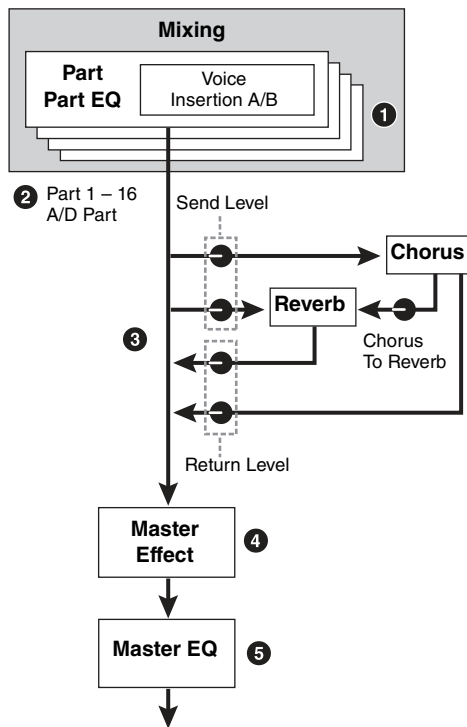 Mixing
Part
Part EQ
Voice
Insertion A/B
1
2 Part 1 – 16
A/D Part
Send Level
Chorus
Reverb
3
Chorus
To Reverb
Return Level
Master
Effect
4
Master EQ
5